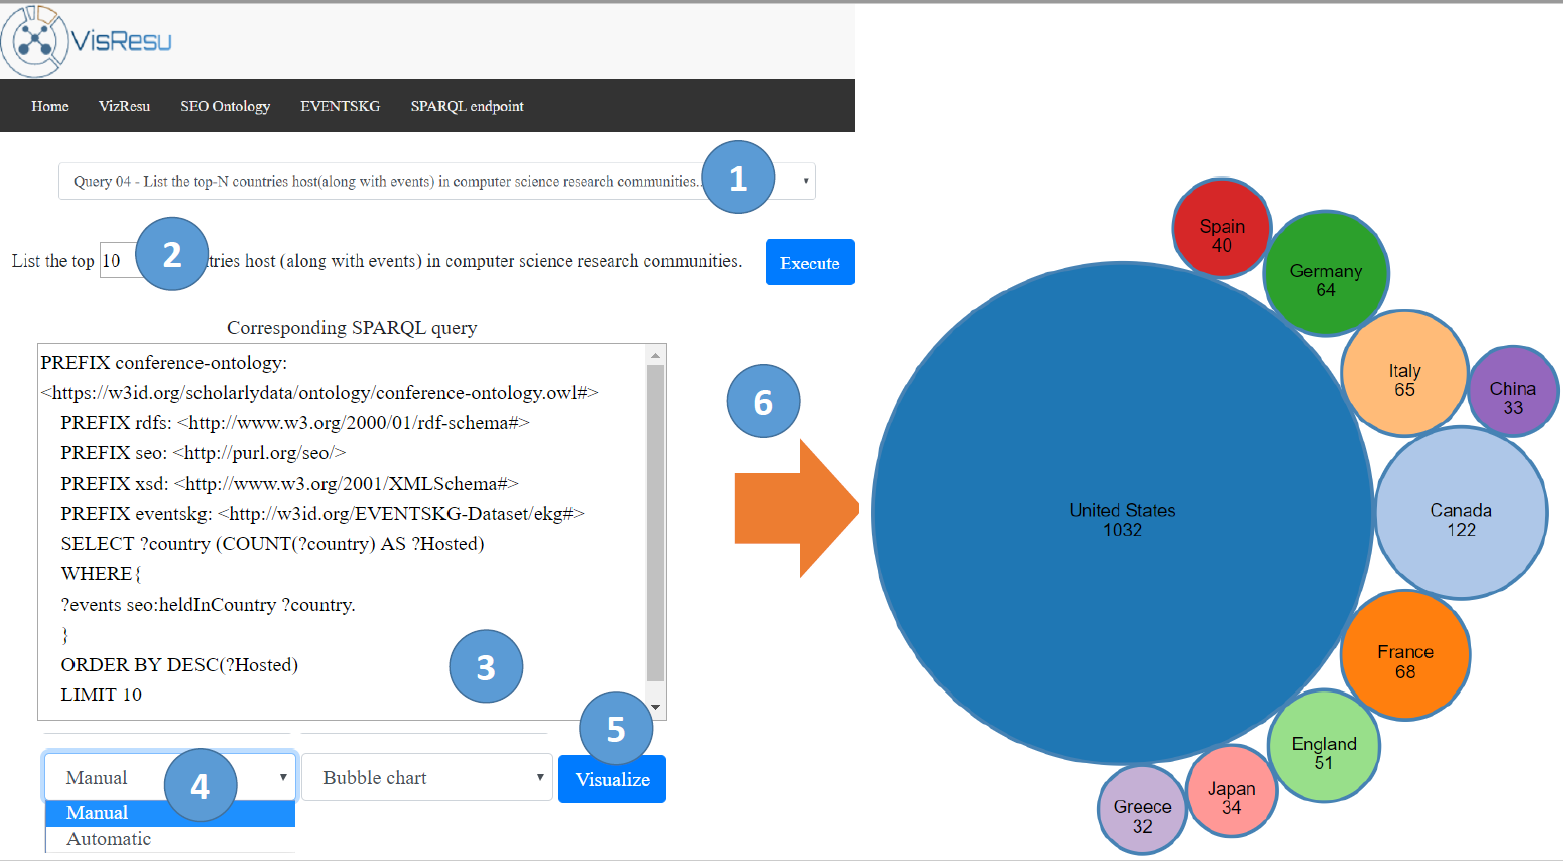 VisResu
Home VizResu SEO Ontology EVENTSKG SPARQL endpoint
Query 04 - List the top-N countries host(along with events) in computer science research communities..
1
List the top 10 tries host (along with events) in computer science research communities.
2
Execute
Corresponding SPARQL query
PREFIX conference-ontology:
<https://w3id.org/scholarlydata/ontology/conference-ontology.owl#>
PREFIX rdfs: <http://www.w3.org/2000/01/rdf-schema#>
PREFIX seo: <http://purl.org/seo/>
PREFIX xsd: <http://www.w3.org/2001/XMLSchema#>
PREFIX eventskg: <http://w3id.org/EVENTSKG-Dataset/ekg#>
SELECT ?country (COUNT(?country) AS ?Hosted)
WHERE{
?events seo:heldInCountry ?country.
}
ORDER BY DESC(?Hosted)
LIMIT 10
3
Manual
4
Manual
Automatic
Bubble chart
5
Visualize
6
Spain
40
Germany
64
Italy
65
China
33
United States
1032
Canada
122
France
68
England
51
Japan
34
Greece
32